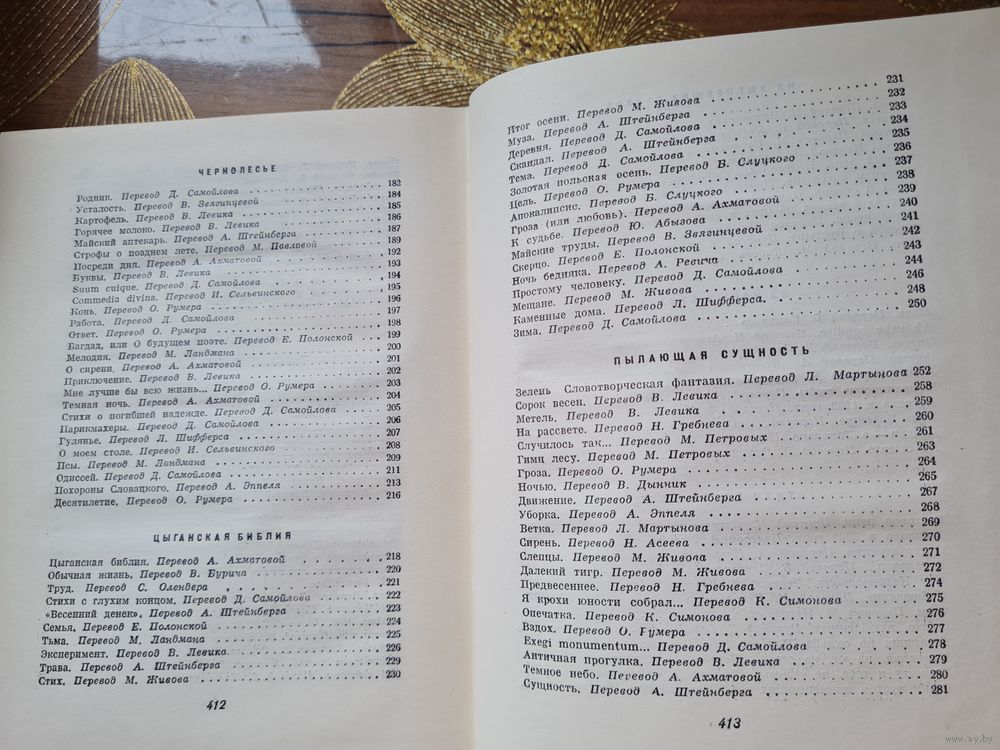 ЧЕРНОЛЕСЬЕ
Родник. Перевод Д. Самойлова 182
Усталость. Перевод В. Звягинцевой 184
Картофель. Перевод В. Левика 185
Горячее молоко. Перевод В. Левика 186
Майский аптекарь. Перевод А. Штейнберга 187
Строфы о позднем лете. Перевод М. Павловой 189
Посреди дня. Перевод А. Ахматовой 192
Буквы. Перевод В. Левика 193
Suum cuique. Перевод Д. Самойлова 194
Commedia divina. Перевод И. Сельвинского 195
Конь. Перевод О. Румера 196
Работа. Перевод Д. Самойлова 197
Ответ. Перевод О. Румера 198
Багдад, или О будущем поэте. Перевод Е. Полонской 199
Мелодия. Перевод М. Ландмана 200
О сирени. Перевод А. Ахматовой 201
Приключение. Перевод В. Левика 202
Мне лучше бы всю жизнь... Перевод О. Румера 203
Темная ночь. Перевод А. Ахматовой 204
Стихи о погибшей надежде. Перевод Д. Самойлова 205
Парикмахеры. Перевод Д. Самойлова 206
Гулянье. Перевод Л. Шифферса 207
О моем столе. Перевод И. Сельвинского 208
Псы. Перевод М. Ландмана 209
Одиссей. Перевод Д. Самойлова 211
Похороны Словацкого. Перевод А. Эппеля 213
Десятилетие. Перевод О. Румера 216
ЦЫГАНСКАЯ БИБЛИЯ
Цыганская библия. Перевод А. Ахматовой 218
Обычная жизнь. Перевод В. Бурича 220
Труд. Перевод С. Олендера 221
Стихи с глухим концом. Перевод Д. Самойлова 222
«Весенний денек». Перевод А. Штейнберга 223
Семья. Перевод Е. Полонской 224
Тьма. Перевод М. Ландмана 225
Эксперимент. Перевод В. Левика 226
Трава. Перевод А. Штейнберга 229
Стих. Перевод М. Живова 230
412
Итог осени. Перевод М. Живова 231
Муза. Перевод А. Штейнберга 232
Деревня. Перевод Д. Самойлова 233
Скандал. Перевод А. Штейнберга 234
Тема. Перевод Д. Самойлова 235
Золотая польская осень. Перевод Б. Слуцкого 236
Цель. Перевод О. Румера 237
Апокалипсис. Перевод Б. Слуцкого 238
Гроза (или любовь). Перевод А. Ахматовой 239
К судьбе. Перевод Ю. Абызова 240
Майские труды. Перевод В. Звягинцевой 241
Скерцо. Перевод Е. Полонской 242
Ночь бедняка. Перевод А. Ревича 243
Простому человеку. Перевод Д. Самойлова 244
Мещане. Перевод М. Живова 246
Каменные дома. Перевод Л. Шифферса. 248
Зима. Перевод Д. Самойлова 250
ПЫЛАЮЩАЯ СУЩНОСТЬ
Зелень Словотворческая фантазия. Перевод Л. Мартынова 252
Сорок весен. Перевод В. Левика 258
Метель. Перевод В. Левика 259
На рассвете. Перевод Н. Гребнева 260
Случилось так... Перевод М. Петровых 261
Гимн лесу. Перевод М. Петровых 263
Гроза. Перевод О. Румера 264
Ночью. Перевод В. Дынник 265
Движение. Перевод А. Штейнберга 267
Уборка. Перевод А. Эппеля 268
Ветка. Перевод Л. Мартынова 269
Сирень. Перевод Н. Асеева 270
Слепцы. Перевод М. Живова 271
Далекий тигр. Перевод М. Живова 272
Предвесеннее. Перевод Н. Гребнева 274
Я крохи юности собрал... Перевод К. Симонова 275
Опечатка. Перевод К. Симонова 276
Вздох. Перевод О. Румера 277
Exegi monumentum... Перевод Д. Самойлова 278
Античная прогулка. Перевод В. Левика 279
Темное небо. Перевод А. Ахматовой 280
Сущность. Перевод А. Штейнберга 281
413
www.ay.by